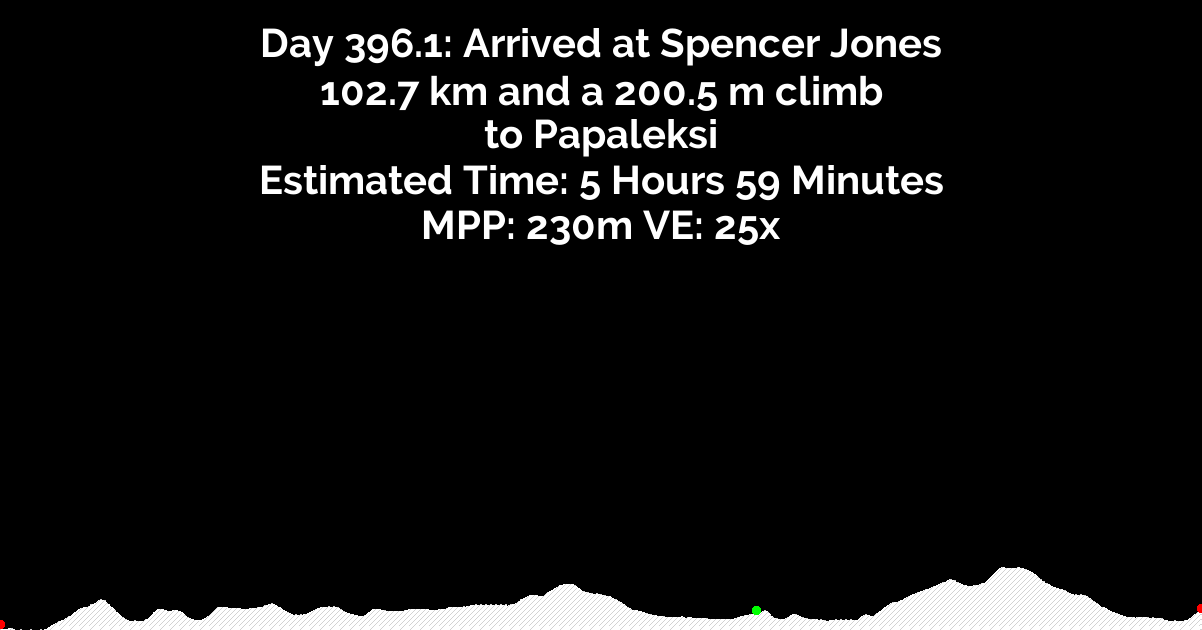 Day 396.1: Arrived at Spencer Jones
102.7 km and a 200.5 m climb
to Papaleksi
Estimated Time: 5 Hours 59 Minutes
MPP: 230m VE: 25x